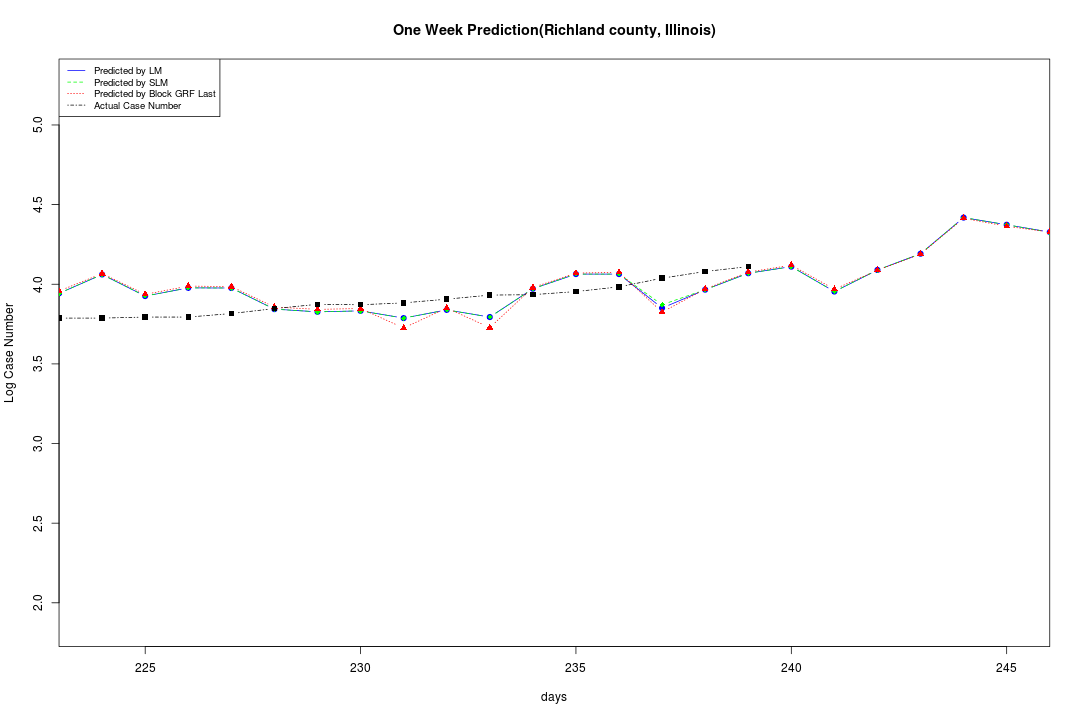 One Week Prediction(Richland county, Illinois)
Predicted by LM
Predicted by SLM
Predicted by Block GRF Last
Actual Case Number
5.0
4.5
4.0
3.5
3.0
2.5
2.0
Log Case Number
225 230 235 240 245
days